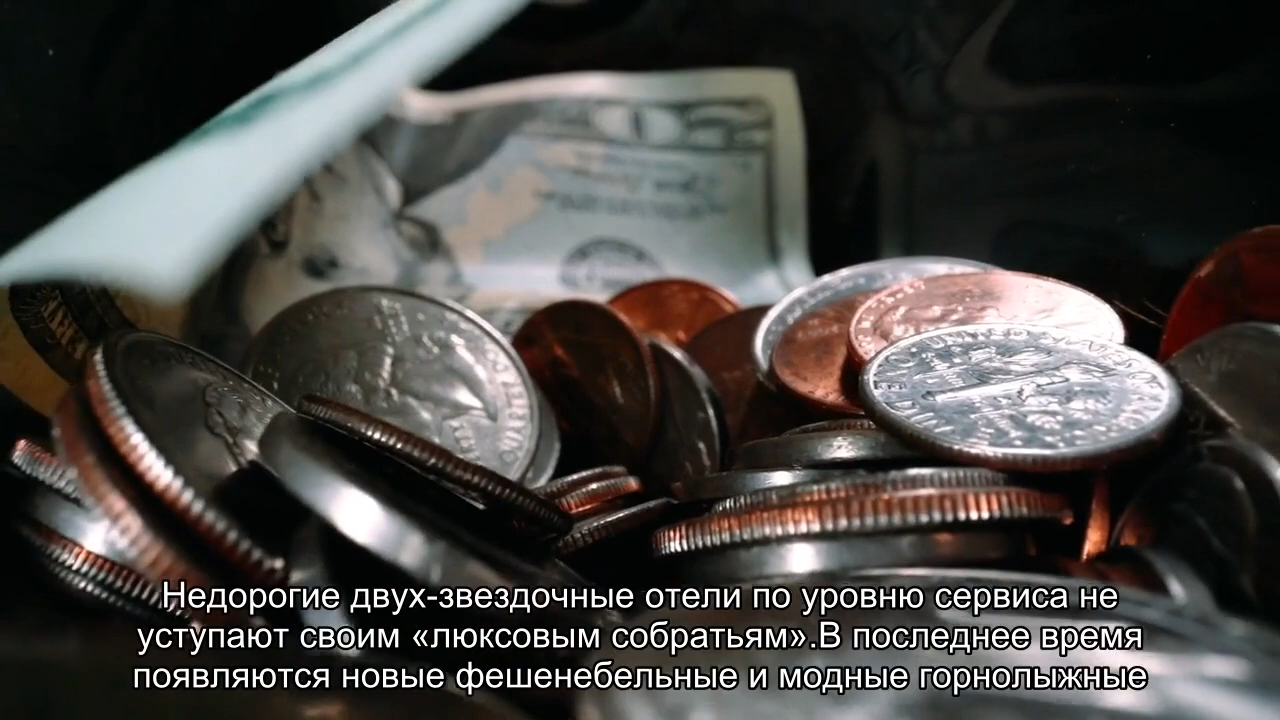 Недорогие двух-звездочные отели по уровню сервиса не
уступают своим «люксовым собратьям».В последнее время
появляются новые фешенебельные и модные горнолыжные